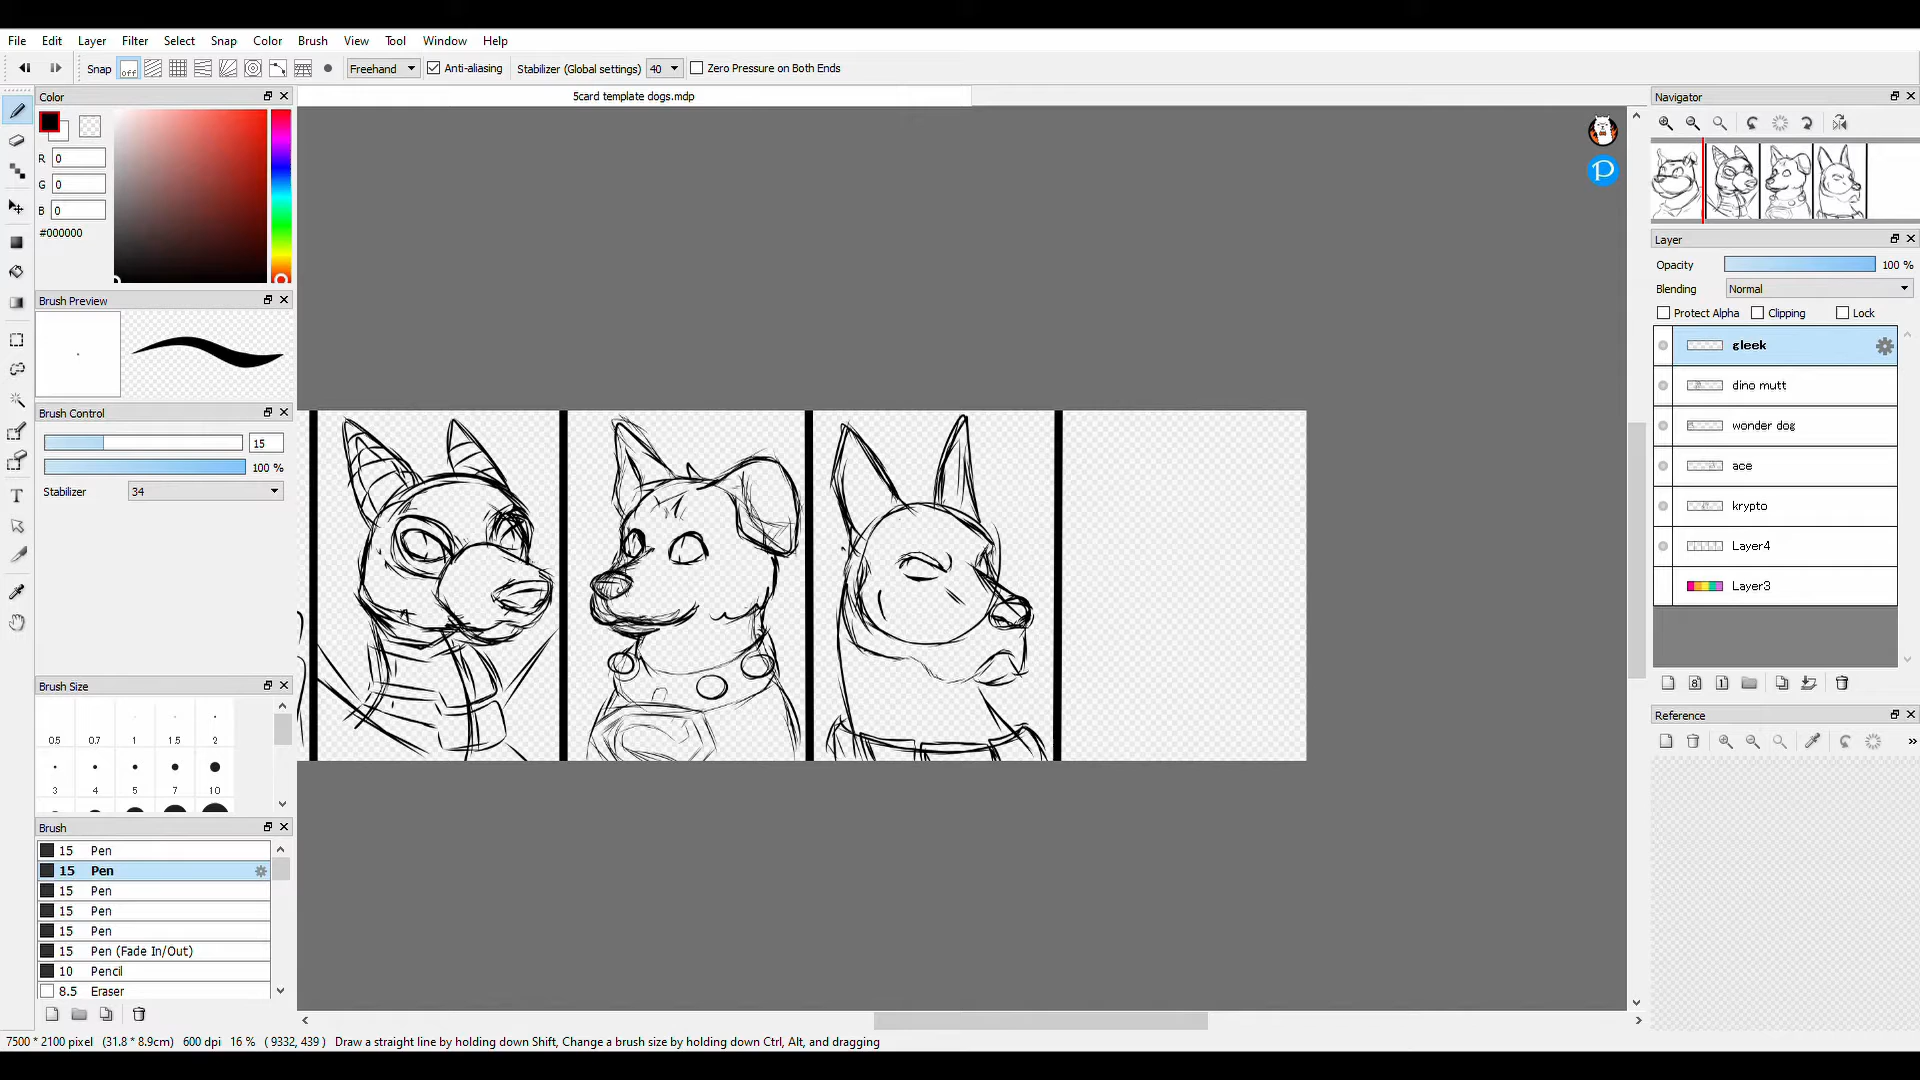 File Edit Layer Filter Select Snap Color Brush View Tool Window Help
Snap off Freehand Anti-aliasing Stabilizer (Global settings) 40 Zero Pressure on Both Ends
Color
5card template dogs.mdp
Navigator
R 0
G 0
B 0
#000000
Brush Preview
Brush Control
15
100 %
Stabilizer 34
Brush Size
0.5 0.7 1 1.5 2
3 4 5 7 10
Brush
15 Pen
15 Pen
15 Pen
15 Pen
15 Pen
15 Pen (Fade In/Out)
10 Pencil
8.5 Eraser
P
Layer
Opacity 100 %
Blending Normal
Protect Alpha Clipping Lock
gleek
dino mutt
wonder dog
ace
krypto
Layer4
Layer3
8 1
Reference
7500 * 2100 pixel (31.8 * 8.9cm) 600 dpi 16 % ( 9332, 439 ) Draw a straight line by holding down Shift, Change a brush size by holding down Ctrl, Alt, and dragging